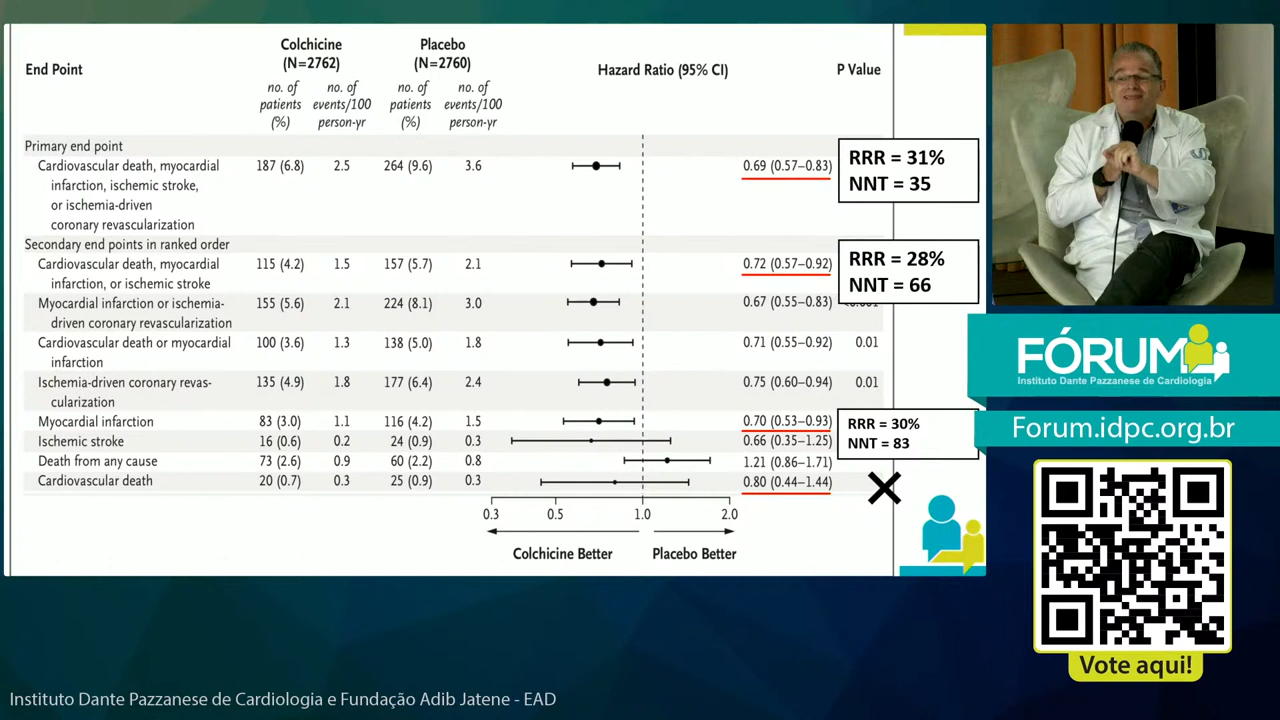 Colchicine
(N=2762)
Placebo
(N=2760)
End Point
Hazard Ratio (95% CI)
P Value
no. of patients (%)
no. of events/100 person-yr
no. of patients (%)
no. of events/100 person-yr
Primary end point
Cardiovascular death, myocardial 187 (6.8) 2.5 264 (9.6) 3.6 0.69 (0.57–0.83)
infarction, ischemic stroke,
or ischemia-driven
coronary revascularization
RRR = 31%
NNT = 35
Secondary end points in ranked order
Cardiovascular death, myocardial 115 (4.2) 1.5 157 (5.7) 2.1 0.72 (0.57–0.92)
infarction, or ischemic stroke
RRR = 28%
NNT = 66
Myocardial infarction or ischemia- 155 (5.6) 2.1 224 (8.1) 3.0 0.67 (0.55–0.83)
driven coronary revascularization
Cardiovascular death or myocardial 100 (3.6) 1.3 138 (5.0) 1.8 0.71 (0.55–0.92) 0.01
infarction
Ischemia-driven coronary revas- 135 (4.9) 1.8 177 (6.4) 2.4 0.75 (0.60–0.94) 0.01
cularization
Myocardial infarction 83 (3.0) 1.1 116 (4.2) 1.5 0.70 (0.53–0.93)
RRR = 30%
NNT = 83
Ischemic stroke 16 (0.6) 0.2 24 (0.9) 0.3 0.66 (0.35–1.25)
Death from any cause 73 (2.6) 0.9 60 (2.2) 0.8 1.21 (0.86–1.71)
Cardiovascular death 20 (0.7) 0.3 25 (0.9) 0.3 0.80 (0.44–1.44)
0.3 0.5 1.0 2.0
Colchicine Better Placebo Better
FÓRUM
Instituto Dante Pazzanese de Cardiologia
Forum.idpc.org.br
Vote aqui!
Instituto Dante Pazzanese de Cardiologia e Fundação Adib Jatene - EAD